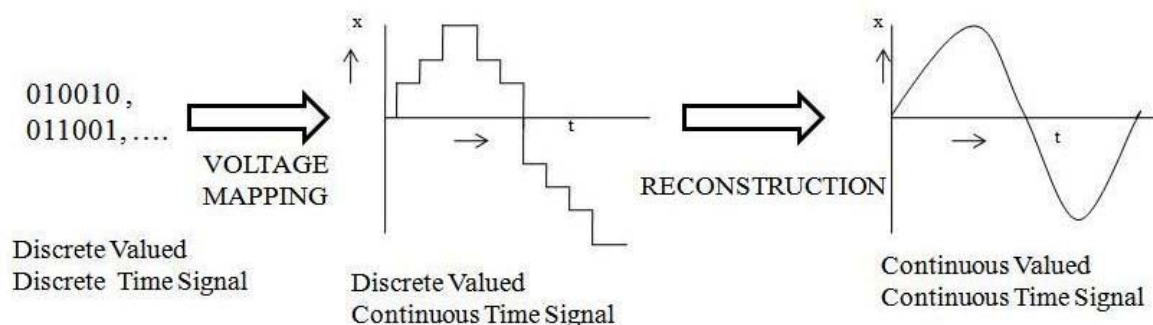 010010 ,
011001, ....
VOLTAGE
MAPPING
Discrete Valued
Discrete Time Signal
x
t
Discrete Valued
Continuous Time Signal
RECONSTRUCTION
x
t
Continuous Valued
Continuous Time Signal